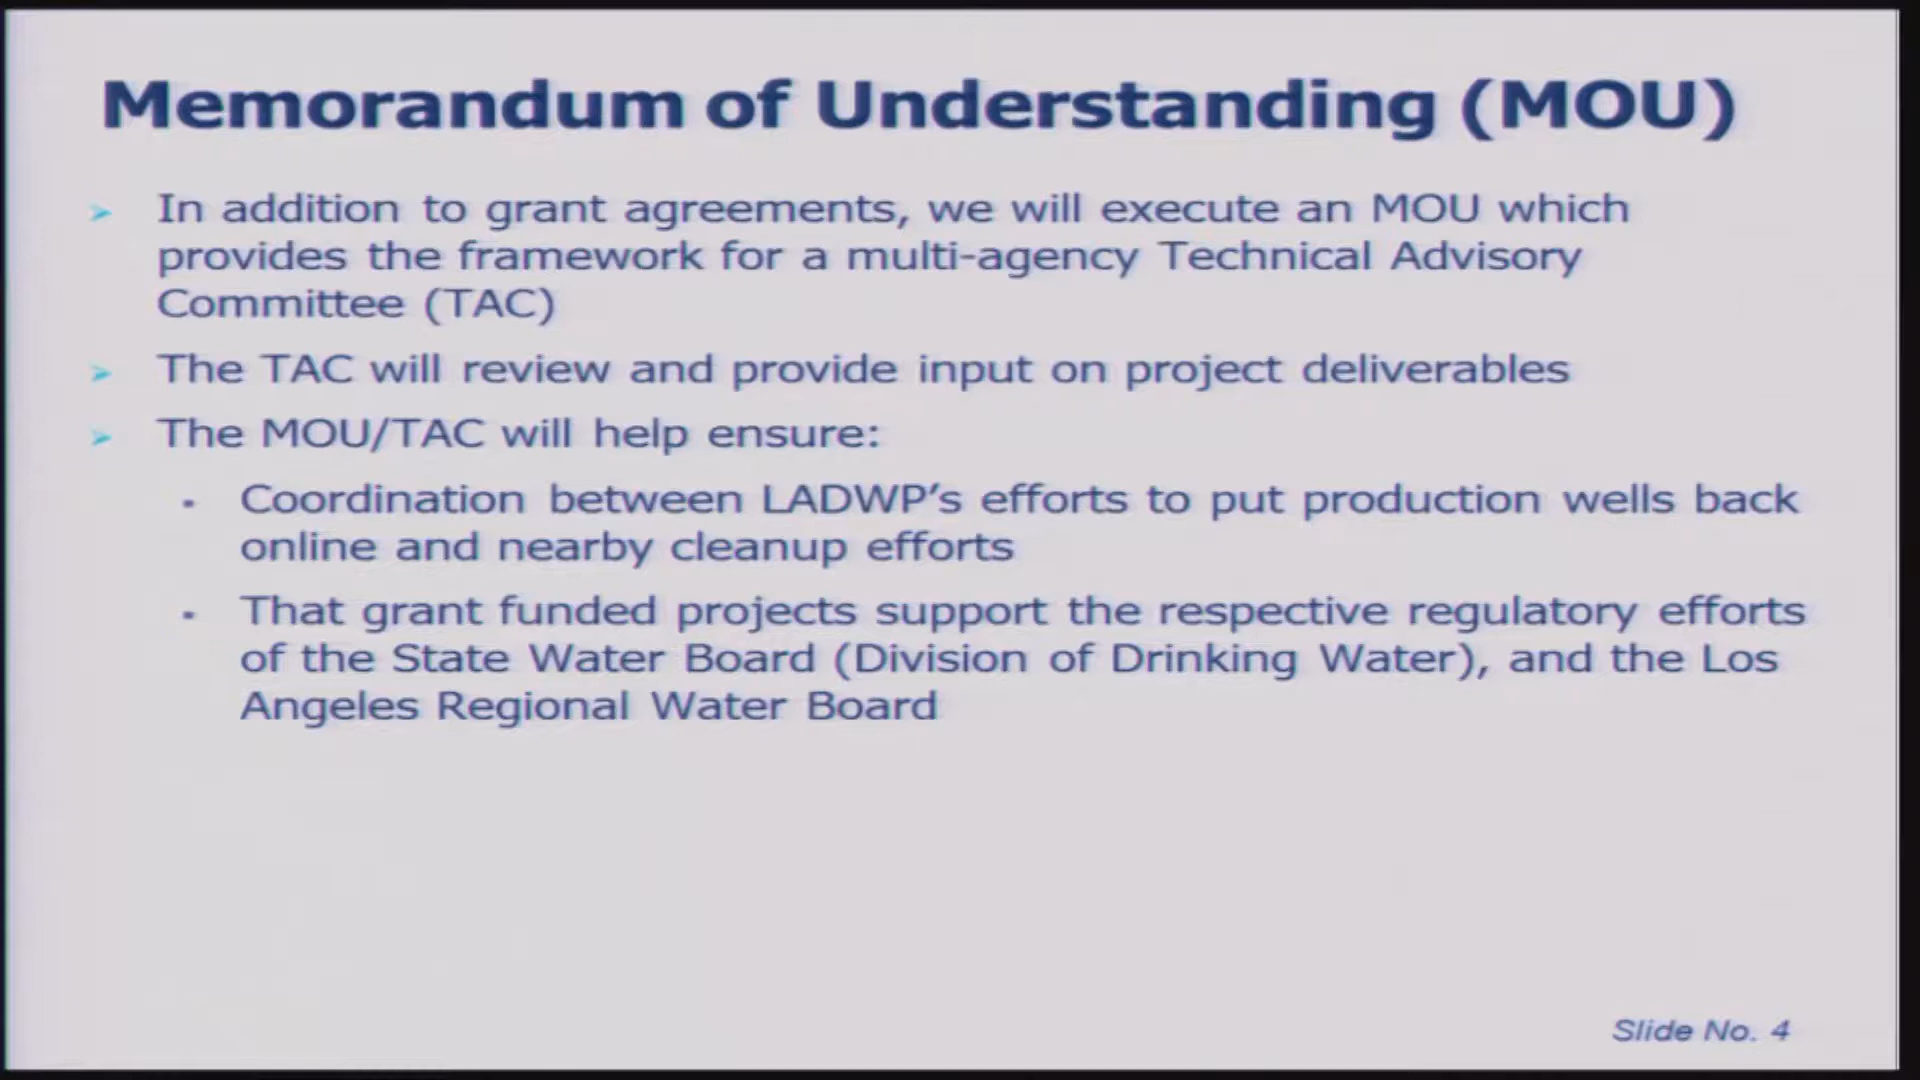 Memorandum of Understanding (MOU)
➢ In addition to grant agreements, we will execute an MOU which
provides the framework for a multi-agency Technical Advisory
Committee (TAC)
➢ The TAC will review and provide input on project deliverables
➢ The MOU/TAC will help ensure:
▪ Coordination between LADWP’s efforts to put production wells back
online and nearby cleanup efforts
▪ That grant funded projects support the respective regulatory efforts
of the State Water Board (Division of Drinking Water), and the Los
Angeles Regional Water Board
Slide No. 4